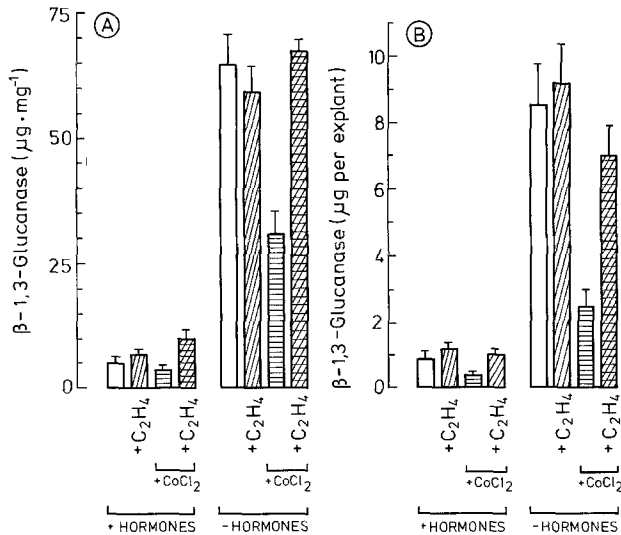 A
β-1,3-Glucanase (µg·mg⁻¹)
75
50
25
0
+C₂H₄
+C₂H₄
+C₂H₄
+C₂H₄
+CoCl₂
+CoCl₂
+ HORMONES
-HORMONES
B
β-1,3-Glucanase (µg per explant)
10
8
6
4
2
0
+C₂H₄
+C₂H₄
+C₂H₄
+C₂H₄
+CoCl₂
+CoCl₂
+HORMONES
-HORMONES